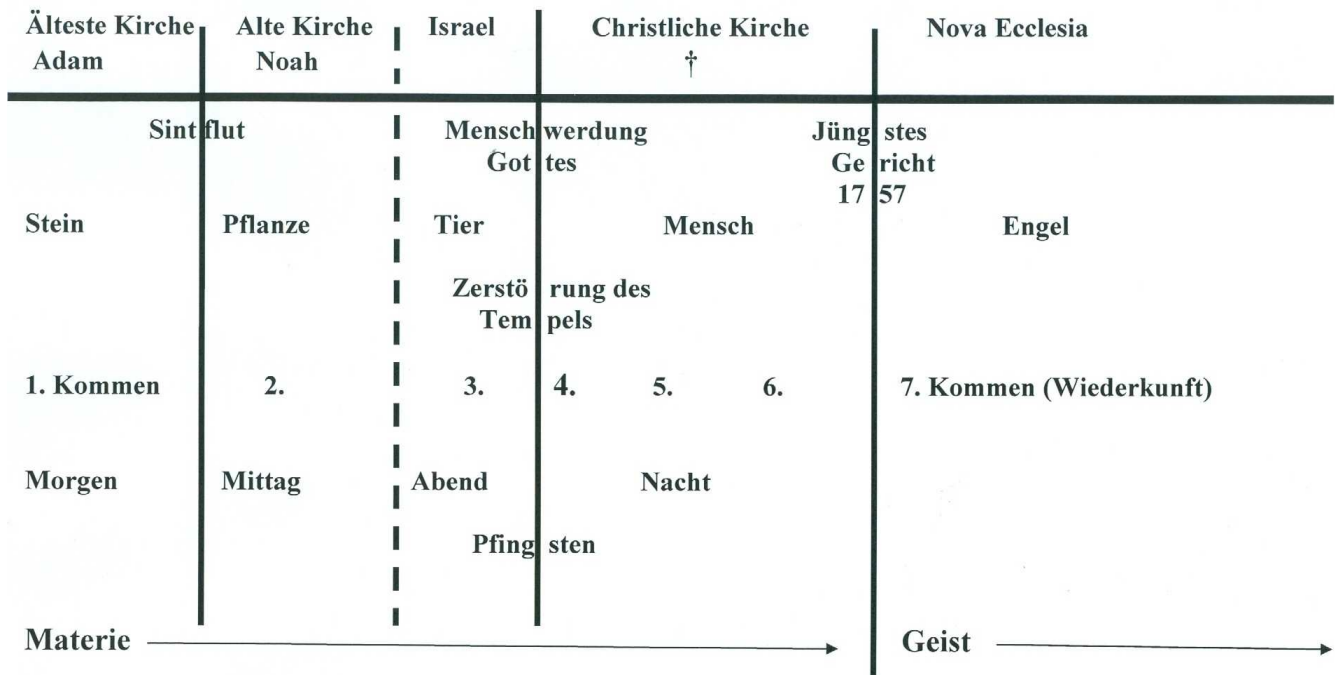 Älteste Kirche Alte Kirche Israel Christliche Kirche Nova Ecclesia
Adam Noah †
Sintflut Menschwerdung Jüngstes
Gottes Gericht
1757
Stein Pflanze Tier Mensch Engel
Zerstörung des
Tempels
1. Kommen 2. 3. 4. 5. 6. 7. Kommen (Wiederkunft)
Morgen Mittag Abend Nacht
Pfingsten
Materie Geist